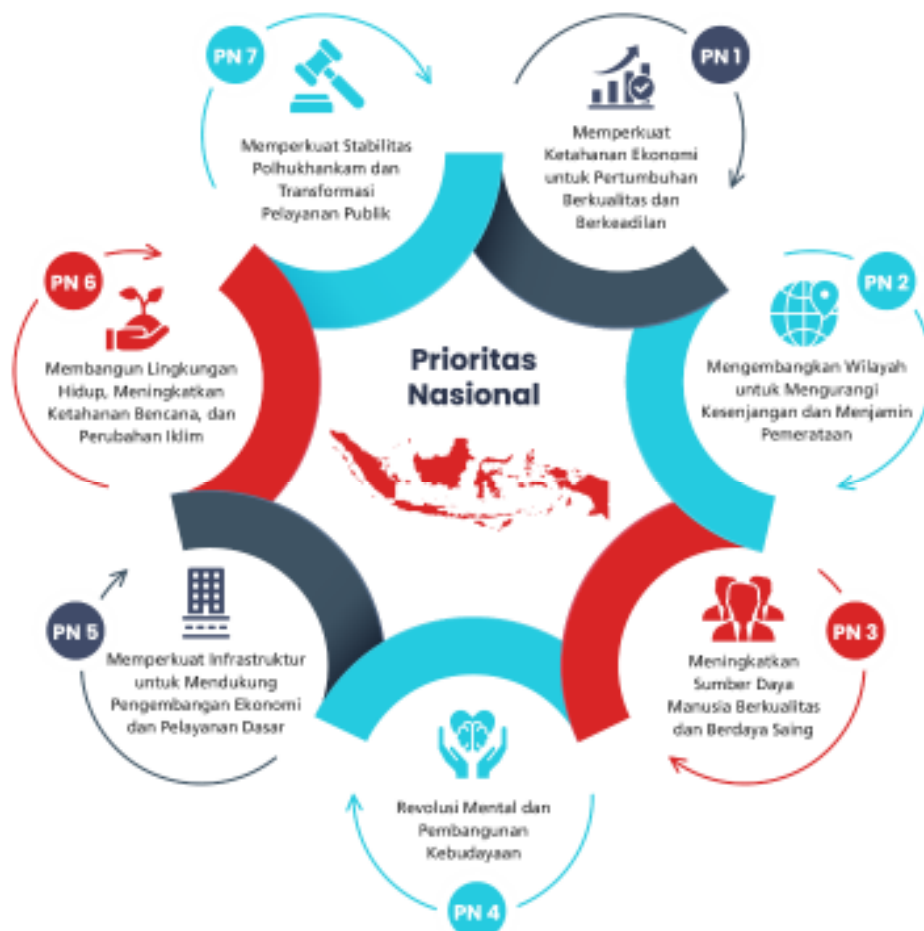 Prioritas
Nasional
PN 1
Memperkuat
Ketahanan Ekonomi
untuk Pertumbuhan
Berkualitas dan
Berkeadilan
PN 2
Mengembangkan Wilayah
untuk Mengurangi
Kesenjangan dan Menjamin
Pemerataan
PN 3
Meningkatkan
Sumber Daya
Manusia Berkualitas
dan Berdaya Saing
PN 4
Revolusi Mental dan
Pembangunan
Kebudayaan
PN 5
Memperkuat Infrastruktur
untuk Mendukung
Pengembangan Ekonomi
dan Pelayanan Dasar
PN 6
Membangun Lingkungan
Hidup, Meningkatkan
Ketahanan Bencana, dan
Perubahan Iklim
PN 7
Memperkuat Stabilitas
Polhukhankam dan
Transformasi
Pelayanan Publik